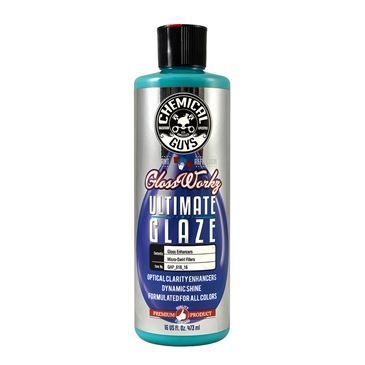 CHEMICAL
GUYS
GlossWorkz
ULTIMATE
GLAZE
Gloss Enhancers
Micro-Swirl Fillers
GAP_618_16
OPTICAL CLARITY ENHANCERS
DYNAMIC SHINE
FORMULATED FOR ALL COLORS
PREMIUM PRODUCT
16 US fl. oz. 473 ml